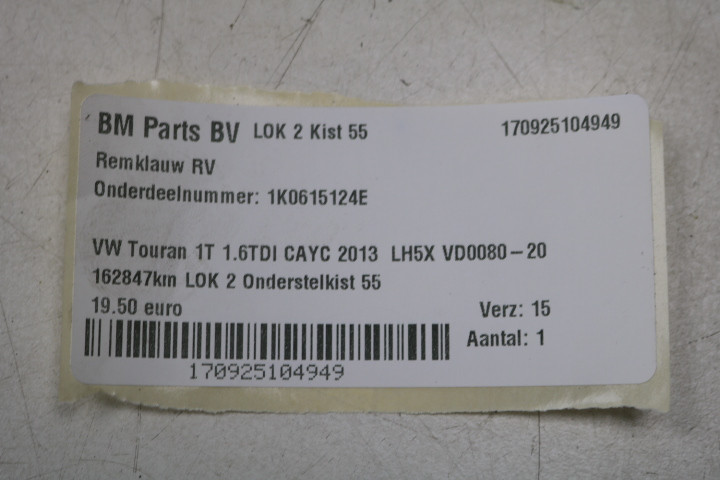 BM Parts BV LOK 2 Kist 55 170925104949
Remklauw RV
Onderdeelnummer: 1K0615124E
VW Touran 1T 1.6TDI CAYC 2013 LH5X VD0080-20
162847km LOK 2 Onderstelkist 55
19.50 euro Verz: 15
Aantal: 1
170925104949